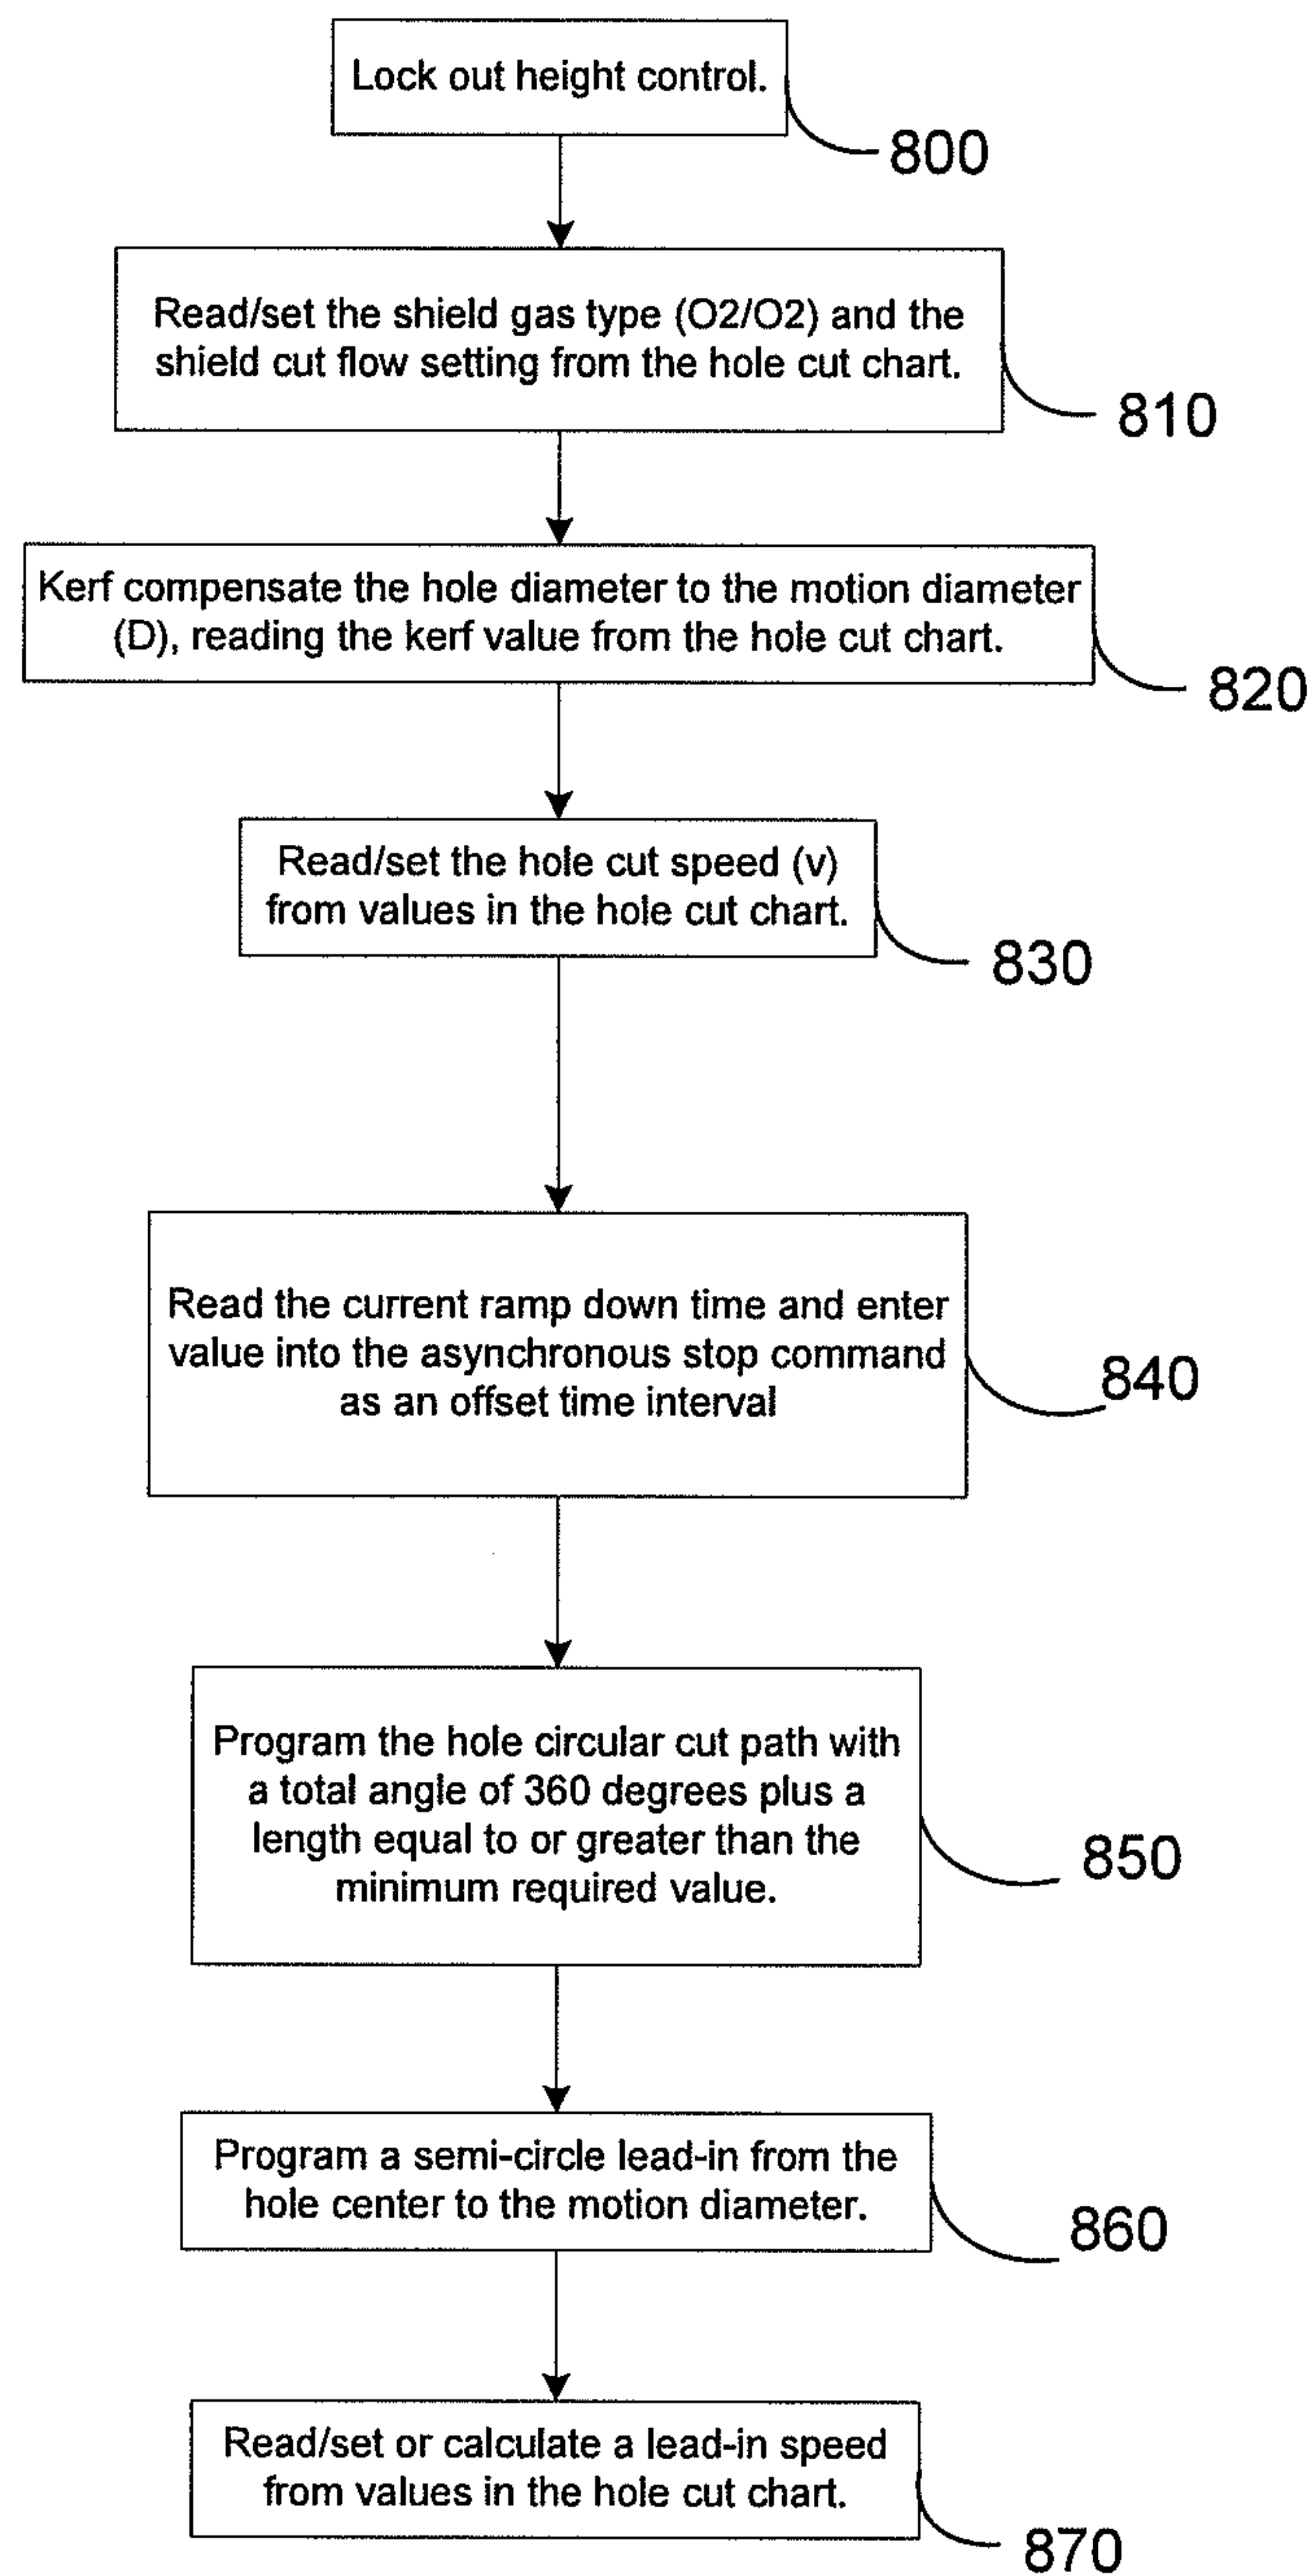 Lock out height control.
800
Read/set the shield gas type (O2/O2) and the
shield cut flow setting from the hole cut chart.
810
Kerf compensate the hole diameter to the motion diameter
(D), reading the kerf value from the hole cut chart.
820
Read/set the hole cut speed (v)
from values in the hole cut chart.
830
Read the current ramp down time and enter
value into the asynchronous stop command
as an offset time interval
840
Program the hole circular cut path with
a total angle of 360 degrees plus a
length equal to or greater than the
minimum required value.
850
Program a semi-circle lead-in from the
hole center to the motion diameter.
860
Read/set or calculate a lead-in speed
from values in the hole cut chart.
870